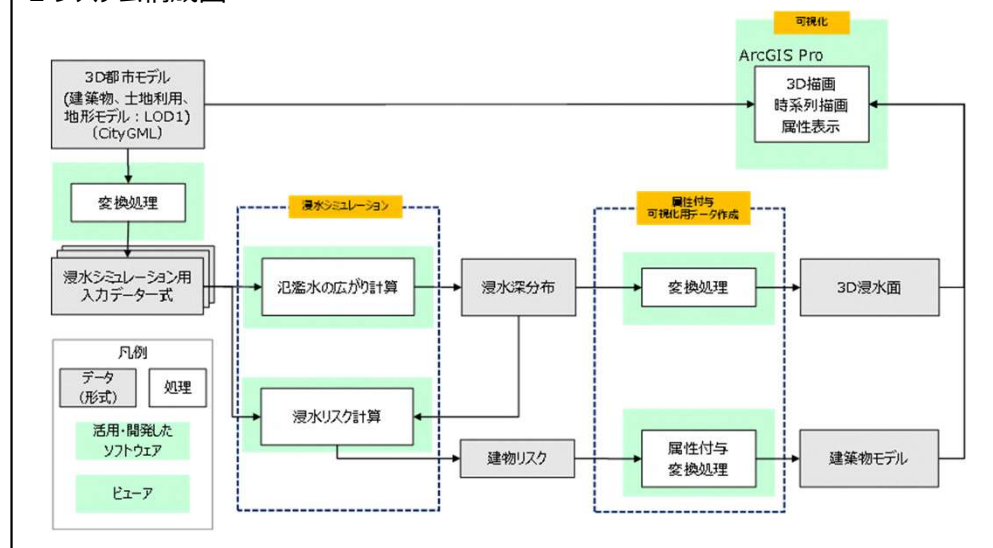 可視化
ArcGIS Pro
3D描画
時系列描画
属性表示
3D都市モデル
(建築物、土地利用、
地形モデル：LOD1)
（CityGML）
変換処理
浸水シミュレーション用
入力データ一式
浸水シミュレーション
氾濫水の広がり計算
浸水深分布
属性付与
可視化用データ作成
変換処理
3D浸水面
浸水リスク計算
建物リスク
属性付与
変換処理
建築物モデル
凡例
データ
(形式)
処理
活用・開発した
ソフトウェア
ビューア